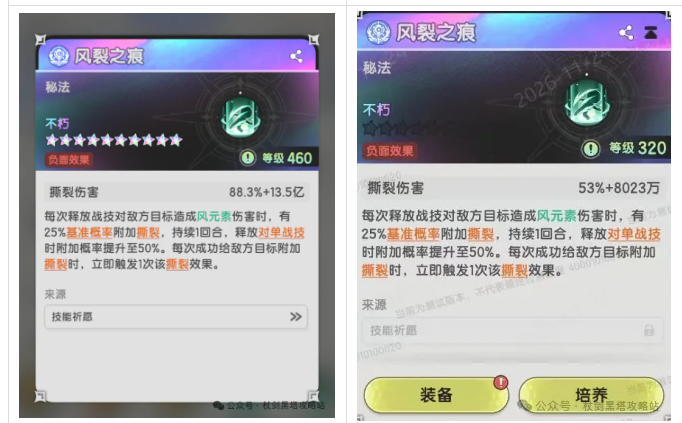 风裂之痕
秘法
不朽
负面效果
等级 460
撕裂伤害 88.3%+13.5亿
每次释放战技对敌方目标造成风元素伤害时，有
25%基准概率附加撕裂，持续1回合，释放对单战技
时附加概率提升至50%。每次成功给敌方目标附加
撕裂时，立即触发1次该撕裂效果。
来源
技能祈愿
公众号 · 杖剑黑塔攻略站
风裂之痕
秘法
不朽
负面效果
等级 320
撕裂伤害 53%+8023万
每次释放战技对敌方目标造成风元素伤害时，有
25%基准概率附加撕裂，持续1回合，释放对单战技
时附加概率提升至50%。每次成功给敌方目标附加
撕裂时，立即触发1次该撕裂效果。
来源
技能祈愿
装备
培养
公众号 · 杖剑黑塔攻略站